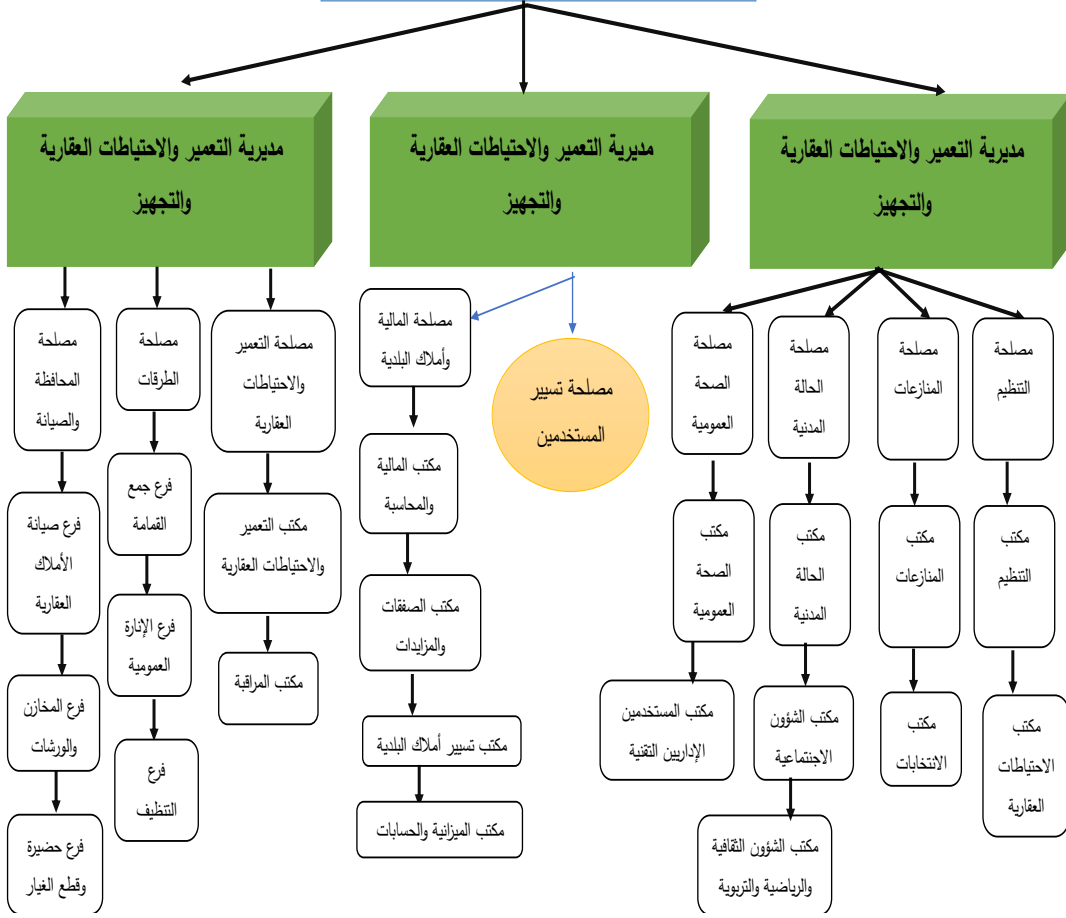 مديرية التعمير والاحتياطات العقارية
والتجهيز
مديرية التعمير والاحتياطات العقارية
والتجهيز
مديرية التعمير والاحتياطات العقارية
والتجهيز
مصلحة
التنظيم
مصلحة
المنازعات
مصلحة
الحالة
المدنية
مصلحة
الصحة
العمومية
مكتب
التنظيم
مكتب
المنازعات
مكتب
الحالة
المدنية
مكتب
الصحة
العمومية
مكتب
الاحتياطات
العقارية
مكتب
الانتخابات
مكتب الشؤون
الاجنتماعية
مكتب المستخدمين
الإداريين التقنية
مكتب الشؤون الثقافية
والرياضية والتربوية
مصلحة تسيير
المستخدمين
مصلحة المالية
وأملاك البلدية
مكتب المالية
والمحاسبة
مكتب الصفقات
والمزايدات
مكتب تسيير أملاك البلدية
مكتب الميزانية والحسابات
مصلحة التعمير
والاحتياطات
العقارية
مكتب التعمير
والاحتياطات العقارية
مكتب المراقبة
مصلحة
الطرقات
فرع جمع
القمامة
فرع الإنارة
العمومية
فرع
التنظيف
مصلحة
المحافظة
والصيانة
فرع صيانة
الأملاك
العقارية
فرع المخازن
والورشات
فرع حضيرة
وقطع الغيار